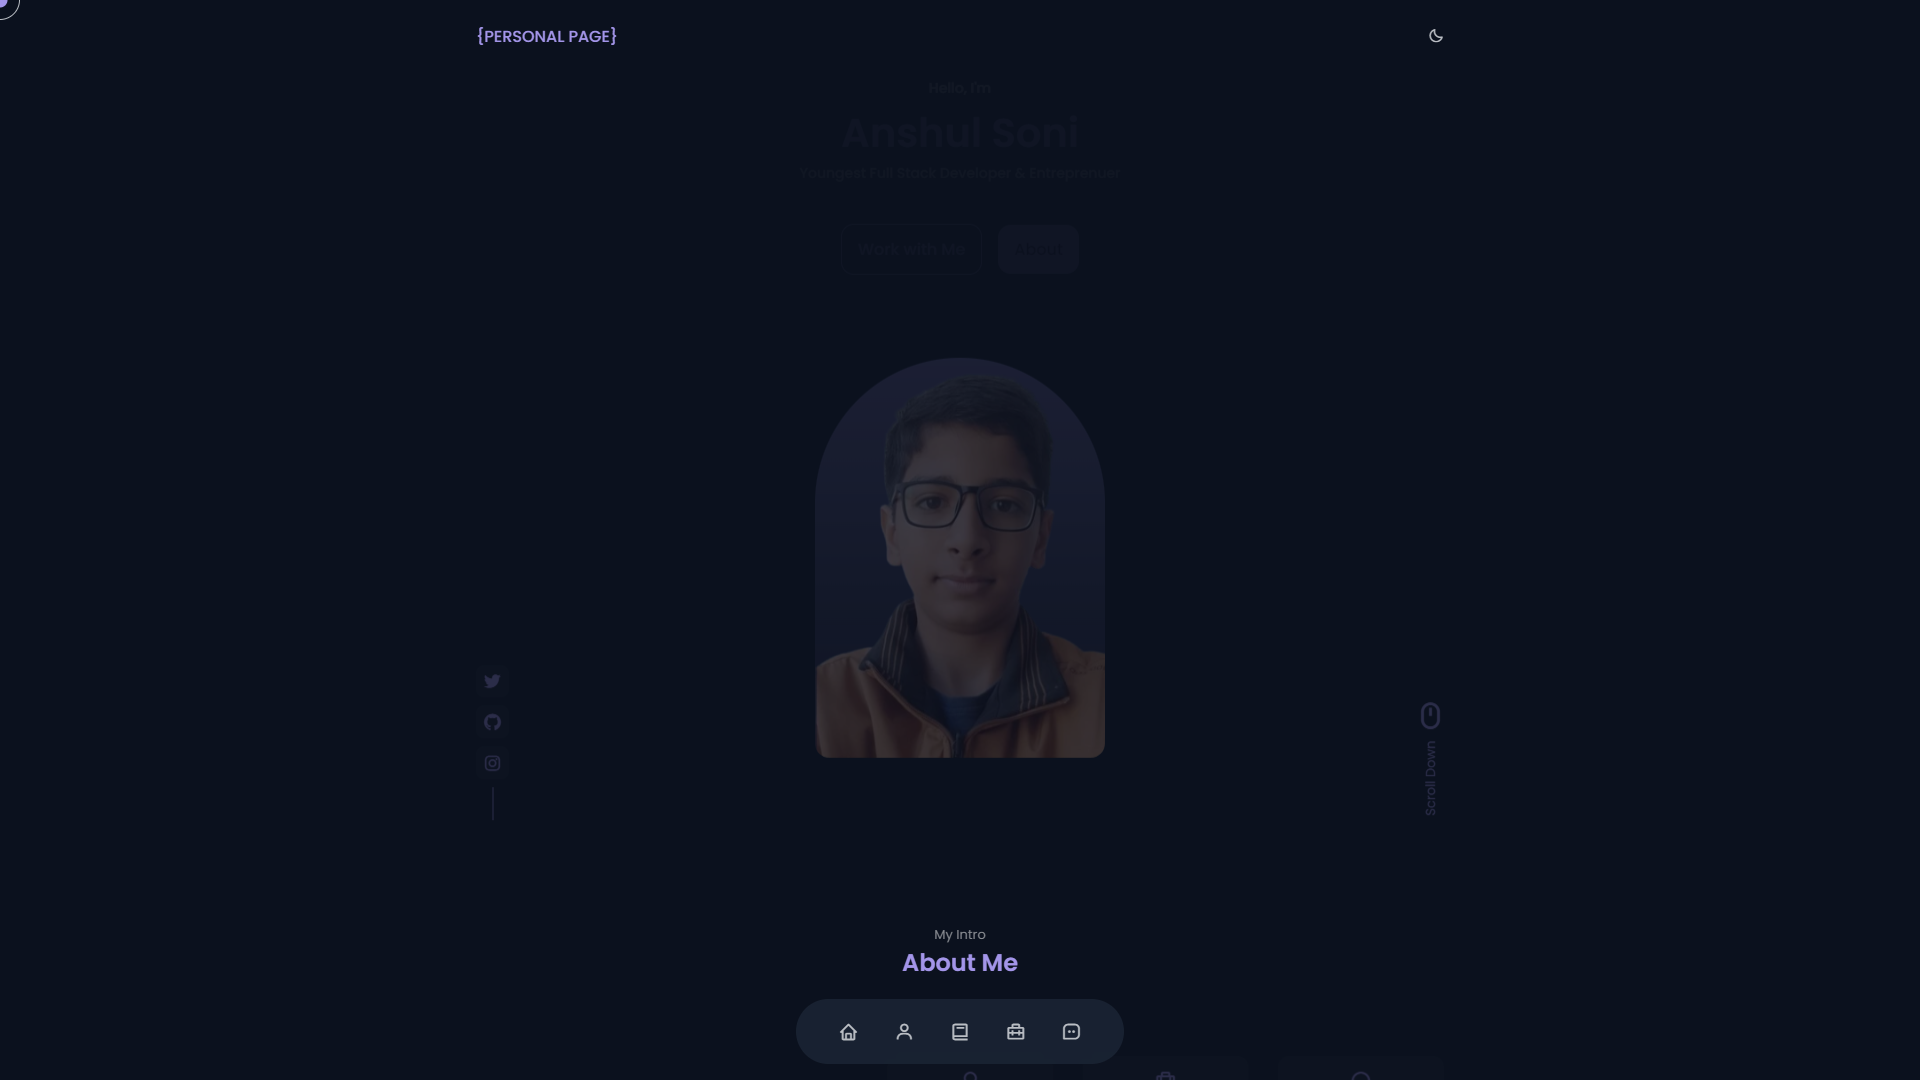 {PERSONAL PAGE}
Hello, I'm
Anshul Soni
Youngest Full Stack Developer & Entreprenuer
Work with Me
About
Scroll Down
My Intro
About Me